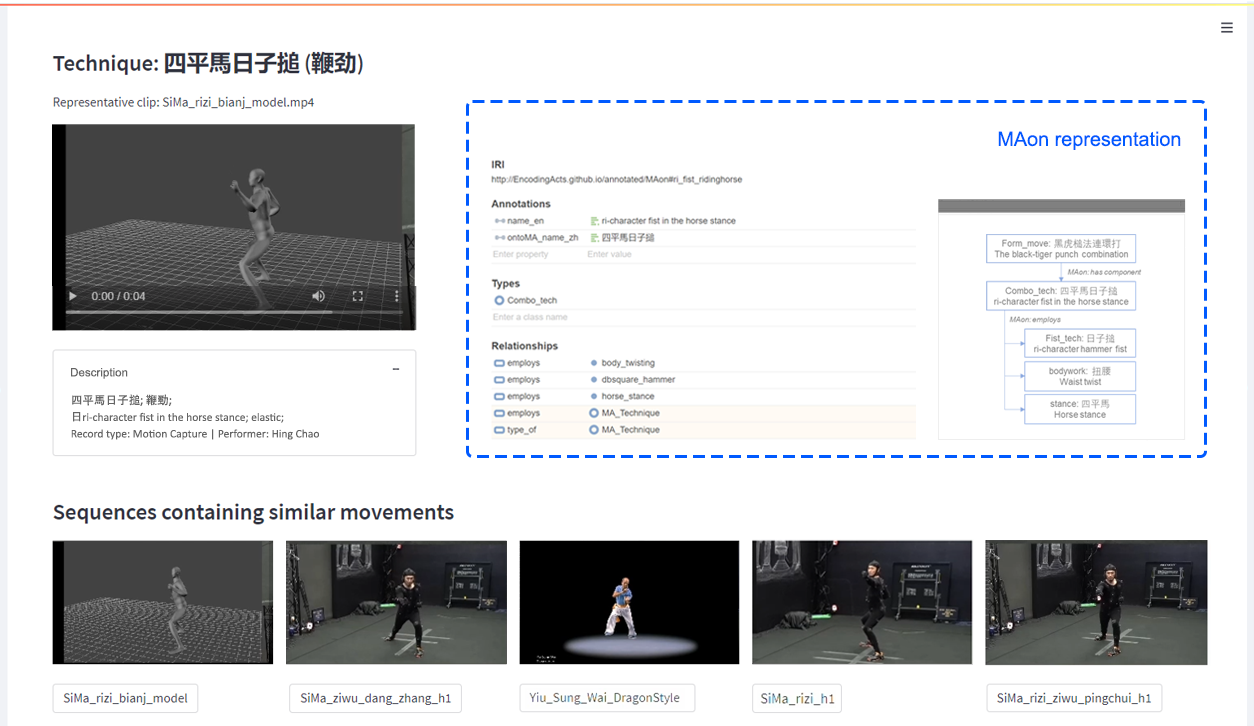 Technique: 四平馬日子搥 (鞭劲)
Representative clip: SiMa_rizi_bianj_model.mp4
0:00 / 0:04
Description
四平馬日子搥; 鞭勁;
日ri-character fist in the horse stance; elastic;
Record type: Motion Capture | Performer: Hing Chao
MAon representation
IRI
http://EncodingActs.github.io/annotated/MAon#ri_fist_ridinghorse
Annotations
name_en ri-character fist in the horse stance
ontoMA_name_zh 四平馬日子搥
Enter property Enter value
Types
Combo_tech
Enter a class name
Relationships
employs body_twisting
employs dbsquare_hammer
employs horse_stance
employs MA_Technique
type_of MA_Technique
Form_move: 黑虎槌法連環打
The black-tiger punch combination
MAon: has component
Combo_tech: 四平馬日子搥
ri-character fist in the horse stance
MAon: employs
Fist_tech: 日子搥
ri-character hammer fist
bodywork: 扭腰
Waist twist
stance: 四平馬
Horse stance
Sequences containing similar movements
SiMa_rizi_bianj_model
SiMa_ziwu_dang_zhang_h1
Yiu_Sung_Wai_DragonStyle
SiMa_rizi_h1
SiMa_rizi_ziwu_pingchui_h1